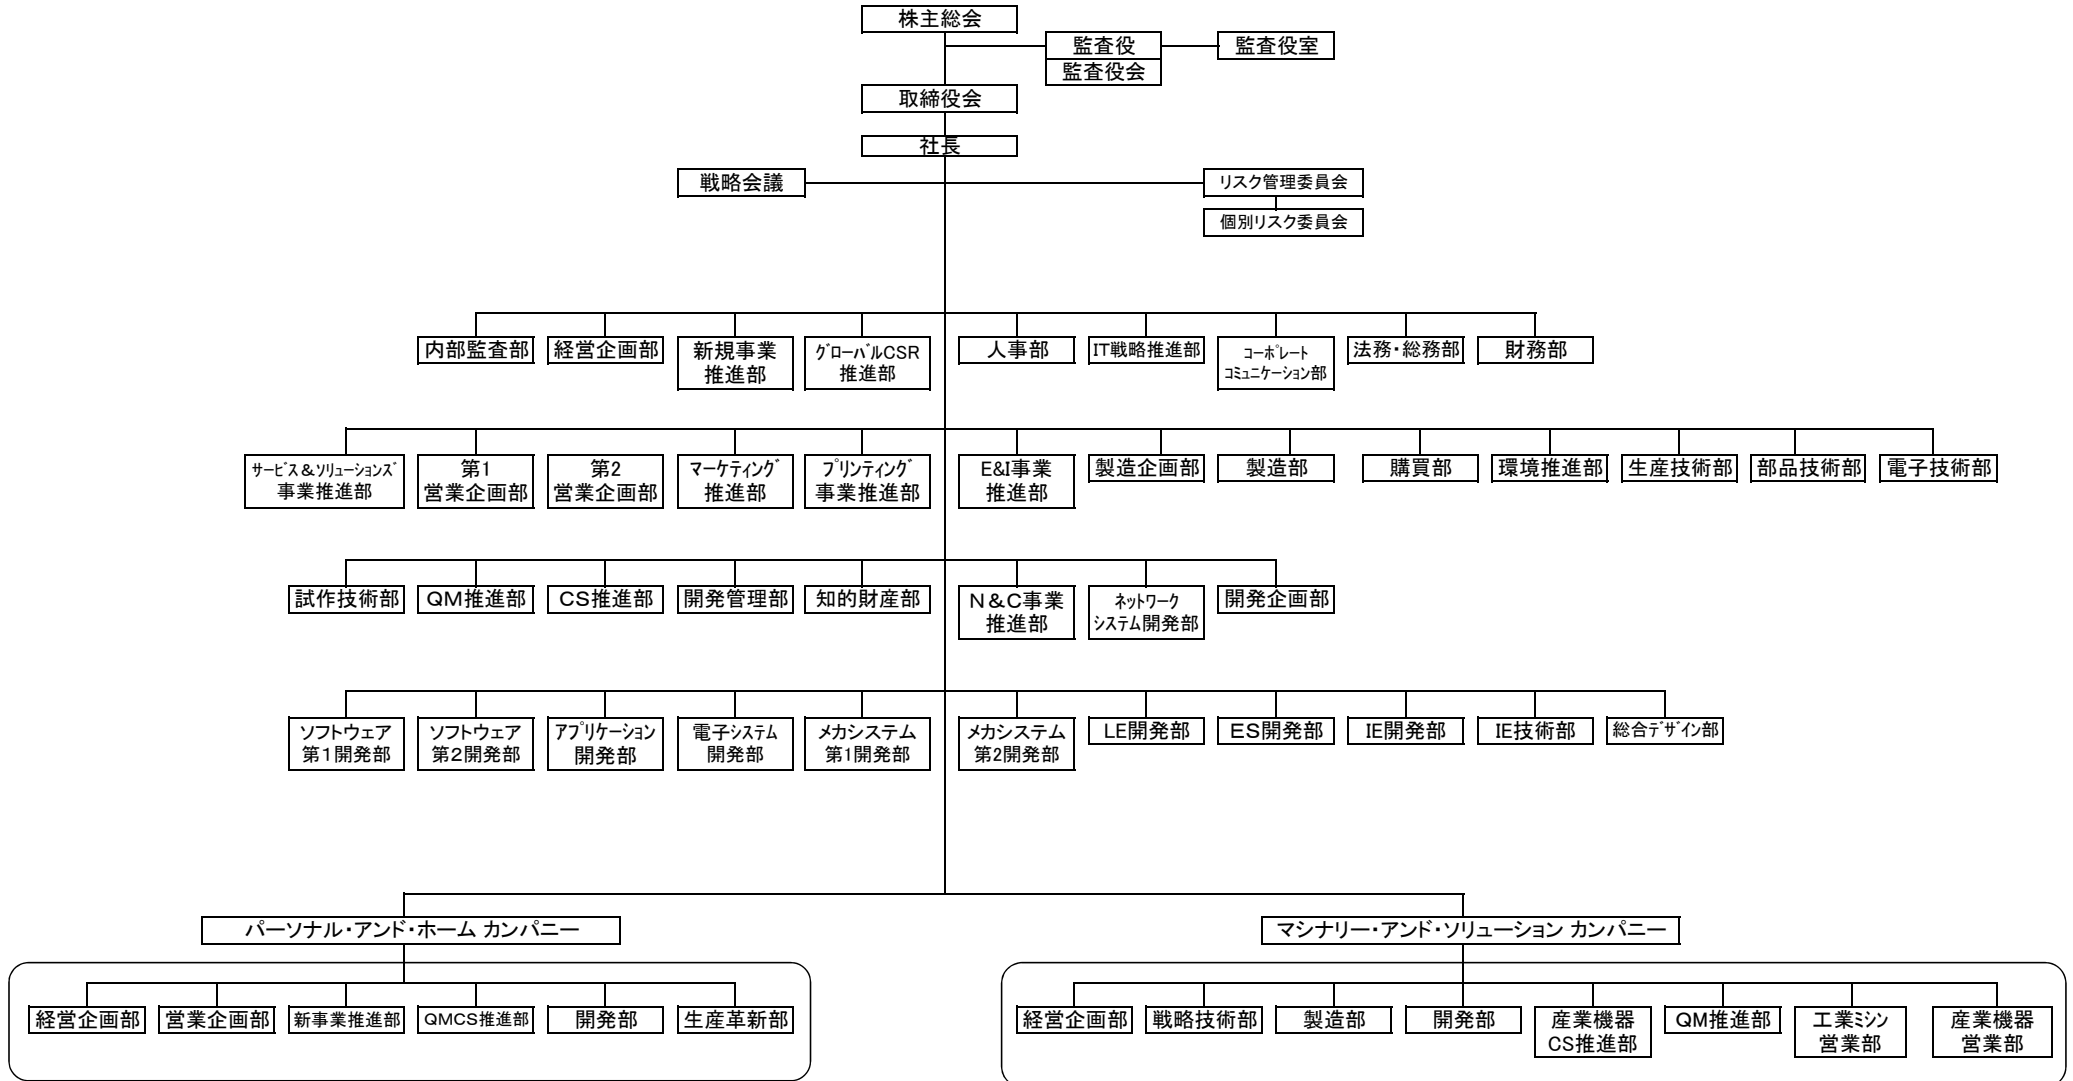 株主総会
監査役
監査役会
監査役室
取締役会
社長
戦略会議
リスク管理委員会
個別リスク委員会
内部監査部
経営企画部
新規事業
推進部
グローバルCSR
推進部
人事部
IT戦略推進部
コーポレート
コミュニケーション部
法務・総務部
財務部
サービス&ソリューションズ
事業推進部
第1
営業企画部
第2
営業企画部
マーケティング
推進部
プリンティング
事業推進部
E&I事業
推進部
製造企画部
製造部
購買部
環境推進部
生産技術部
部品技術部
電子技術部
試作技術部
QM推進部
CS推進部
開発管理部
知的財産部
N&C事業
推進部
ネットワーク
システム開発部
開発企画部
ソフトウェア
第1開発部
ソフトウェア
第2開発部
アプリケーション
開発部
電子システム
開発部
メカシステム
第1開発部
メカシステム
第2開発部
LE開発部
ES開発部
IE開発部
IE技術部
総合デザイン部
パーソナル・アンド・ホーム カンパニー
マシナリー・アンド・ソリューション カンパニー
経営企画部
営業企画部
新事業推進部
QMCS推進部
開発部
生産革新部
経営企画部
戦略技術部
製造部
開発部
産業機器
CS推進部
QM推進部
工業ミシン
営業部
産業機器
営業部